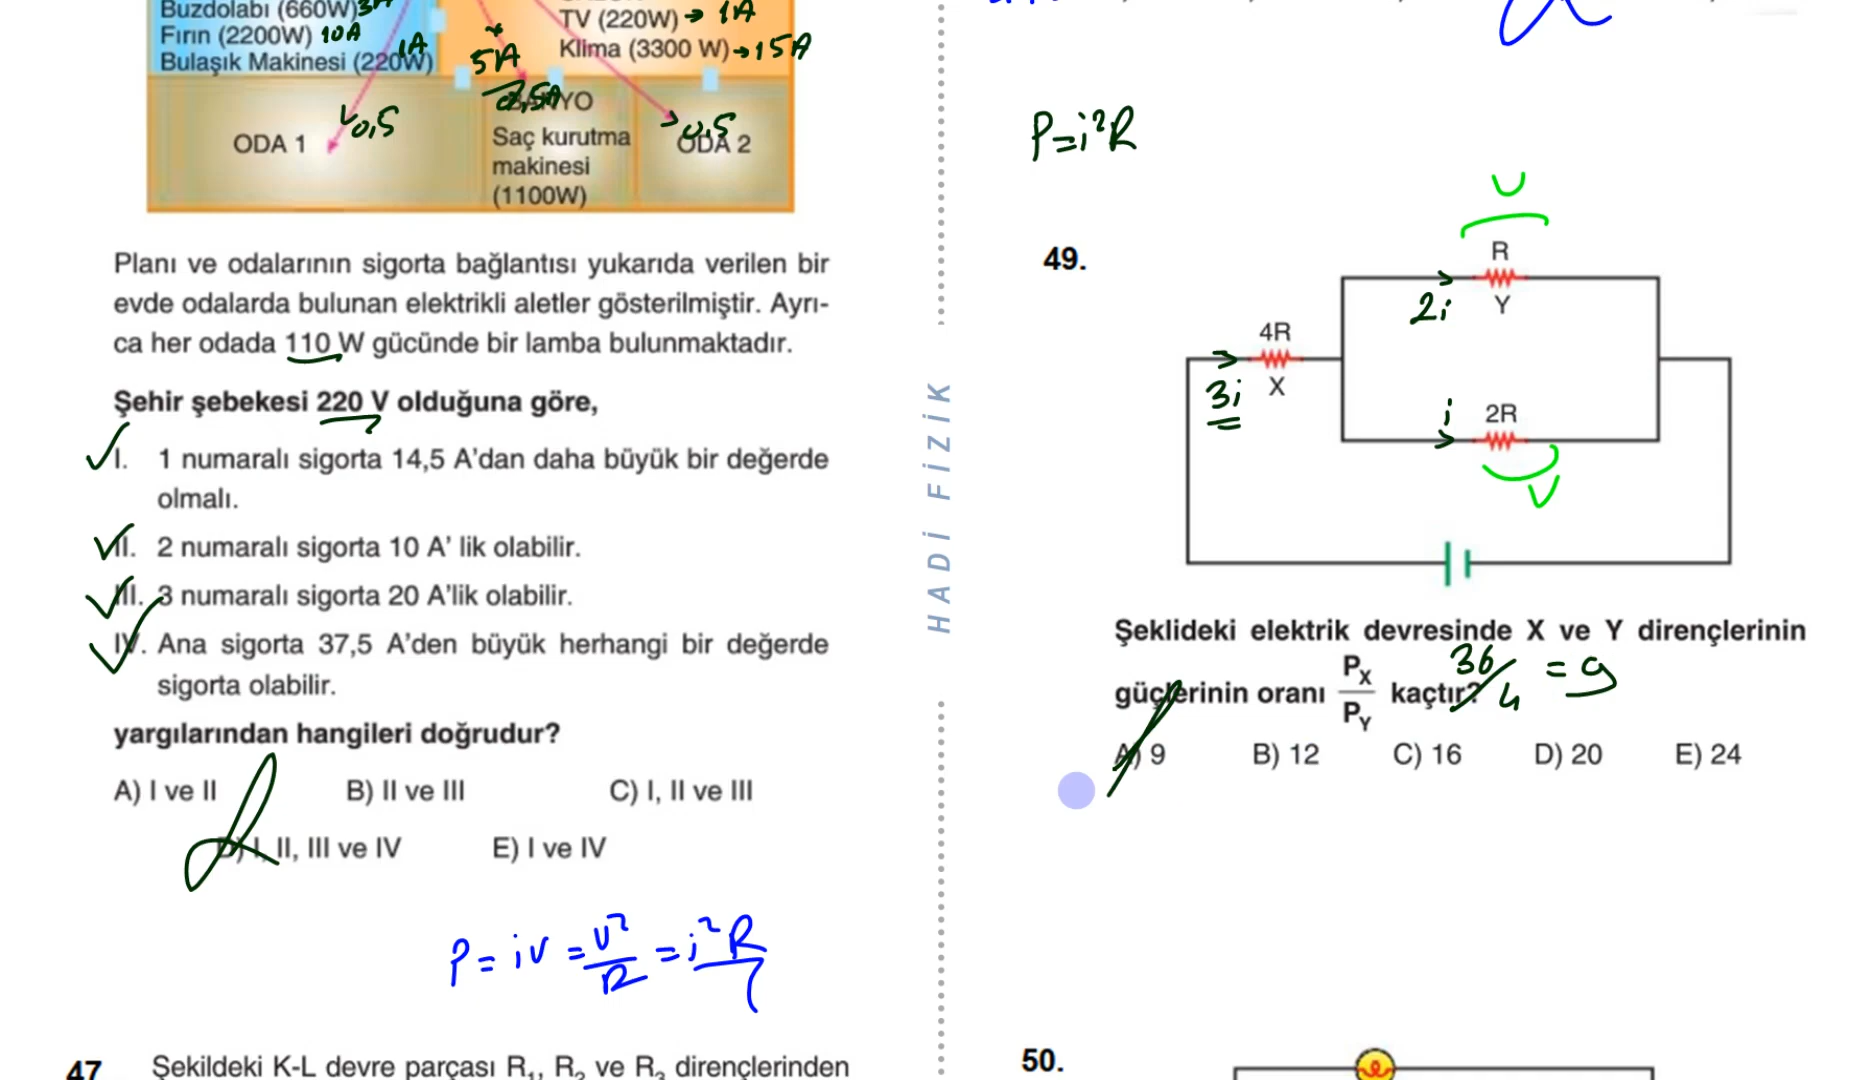 Buzdolabı (660W) 3A
Fırın (2200W) 10A
Bulaşık Makinesi (220W) 1A
TV (220W) → 1A
Klima (3300 W) → 15A
5A
BANYO
Saç kurutma
makinesi
(1100W)
ODA 1
0,5
ODA 2
0,5
Planı ve odalarının sigorta bağlantısı yukarıda verilen bir
evde odalarda bulunan elektrikli aletler gösterilmiştir. Ayrı-
ca her odada 110 W gücünde bir lamba bulunmaktadır.
Şehir şebekesi 220 V olduğuna göre,
I. 1 numaralı sigorta 14,5 A'dan daha büyük bir değerde
olmalı.
II. 2 numaralı sigorta 10 A' lik olabilir.
III. 3 numaralı sigorta 20 A'lik olabilir.
IV. Ana sigorta 37,5 A'den büyük herhangi bir değerde
sigorta olabilir.
yargılarından hangileri doğrudur?
A) I ve II B) II ve III C) I, II ve III
D) I, II, III ve IV E) I ve IV
P = iv = v²/R = i²R
47
Şekildeki K-L devre parçası R₁, R₂ ve R₃ dirençlerinden
HADİ FİZİK
P=i²R
49.
R
Y
2i
4R
X
3i
i
2R
V
Şeklideki elektrik devresinde X ve Y dirençlerinin
güçlerinin oranı PX/PY kaçtır?
36/4 = 9
A) 9 B) 12 C) 16 D) 20 E) 24
50.